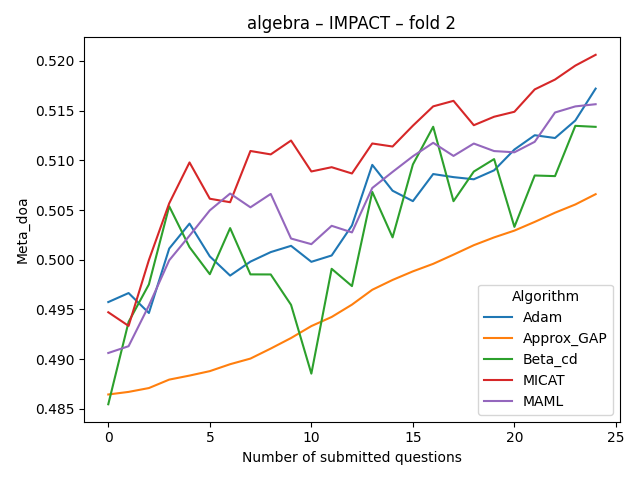 algebra – IMPACT – fold 2
Meta_doa
0.520
0.515
0.510
0.505
0.500
0.495
0.490
0.485
0 5 10 15 20 25
Number of submitted questions
Algorithm
Adam
Approx_GAP
Beta_cd
MICAT
MAML